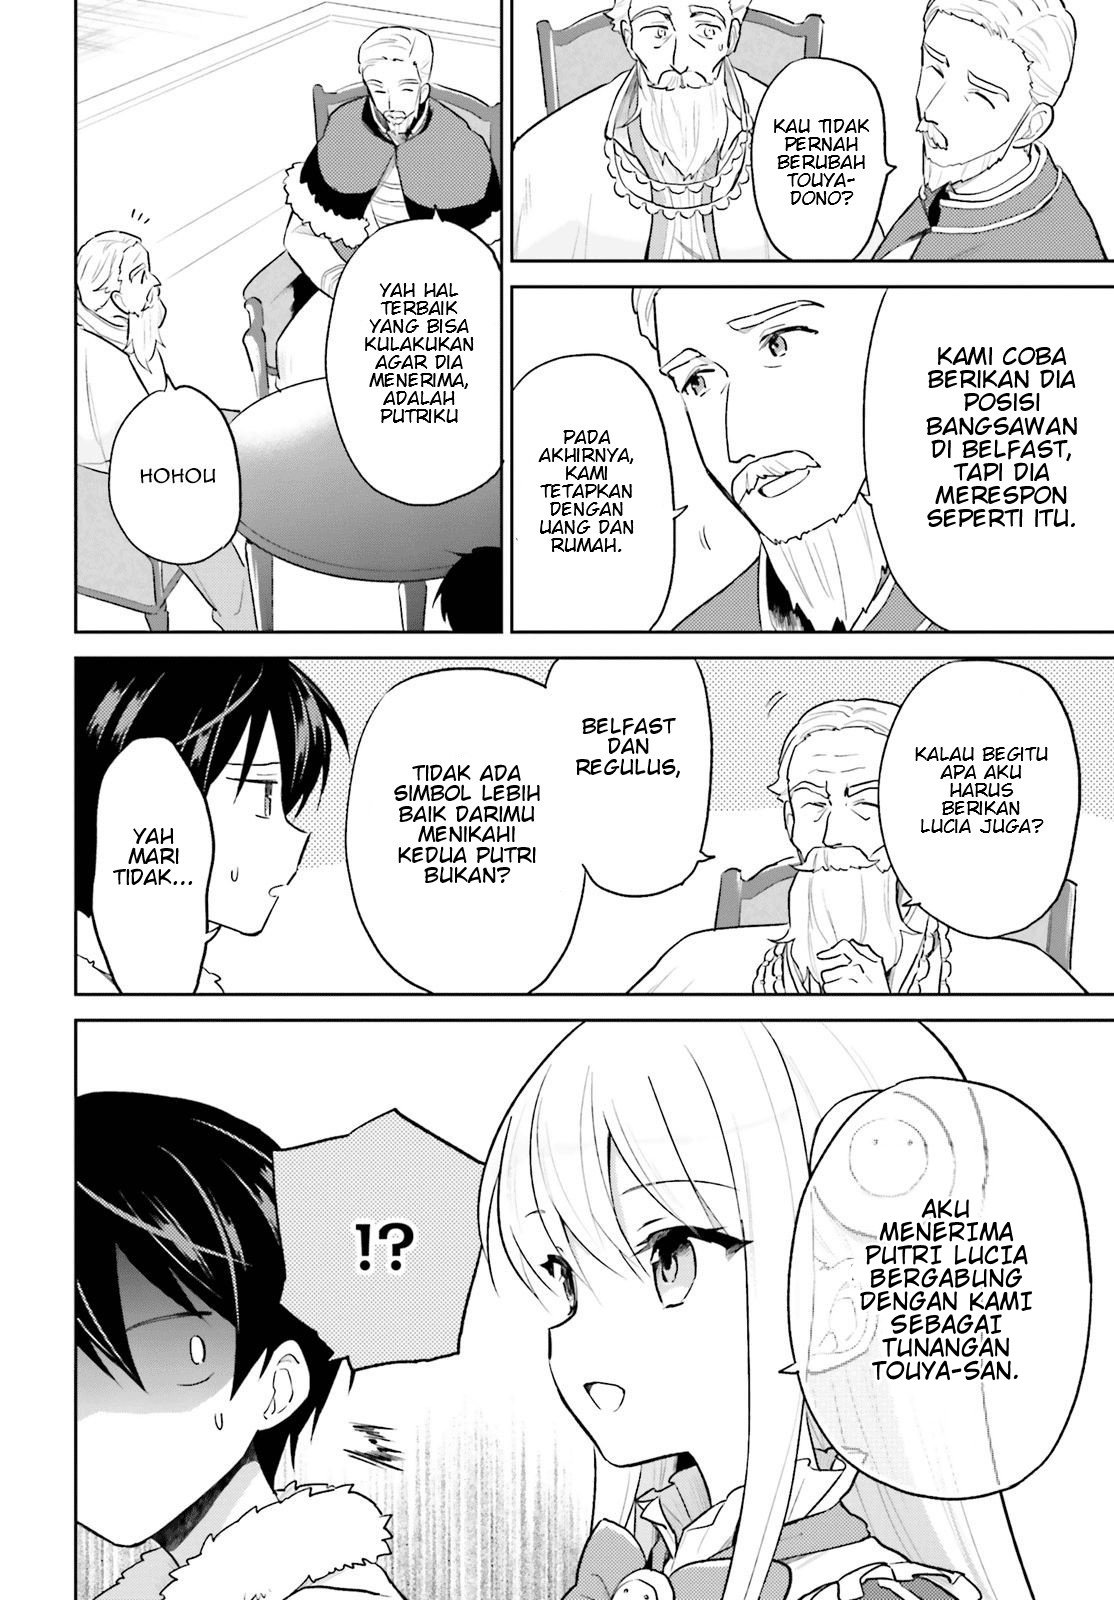 KAU TIDAK
PERNAH
BERUBAH
TOUYA-
DONO?
KAMI COBA
BERIKAN DIA
POSISI
BANGSAWAN
DI BELFAST,
TAPI DIA
MERESPON
SEPERTI ITU.
PADA
AKHIRNYA,
KAMI
TETAPKAN
DENGAN
UANG DAN
RUMAH.
YAH HAL
TERBAIK
YANG BISA
KULAKUKAN
AGAR DIA
MENERIMA,
ADALAH
PUTRIKU
HOHOU
KALAU BEGITU
APA AKU
HARUS
BERIKAN
LUCIA JUGA?
BELFAST
DAN
REGULUS,
TIDAK ADA
SIMBOL LEBIH
BAIK DARIMU
MENIKAHI
KEDUA PUTRI
BUKAN?
YAH
MARI
TIDAK...
AKU
MENERIMA
PUTRI LUCIA
BERGABUNG
DENGAN KAMI
SEBAGAI
TUNANGAN
TOUYA-SAN.
!?